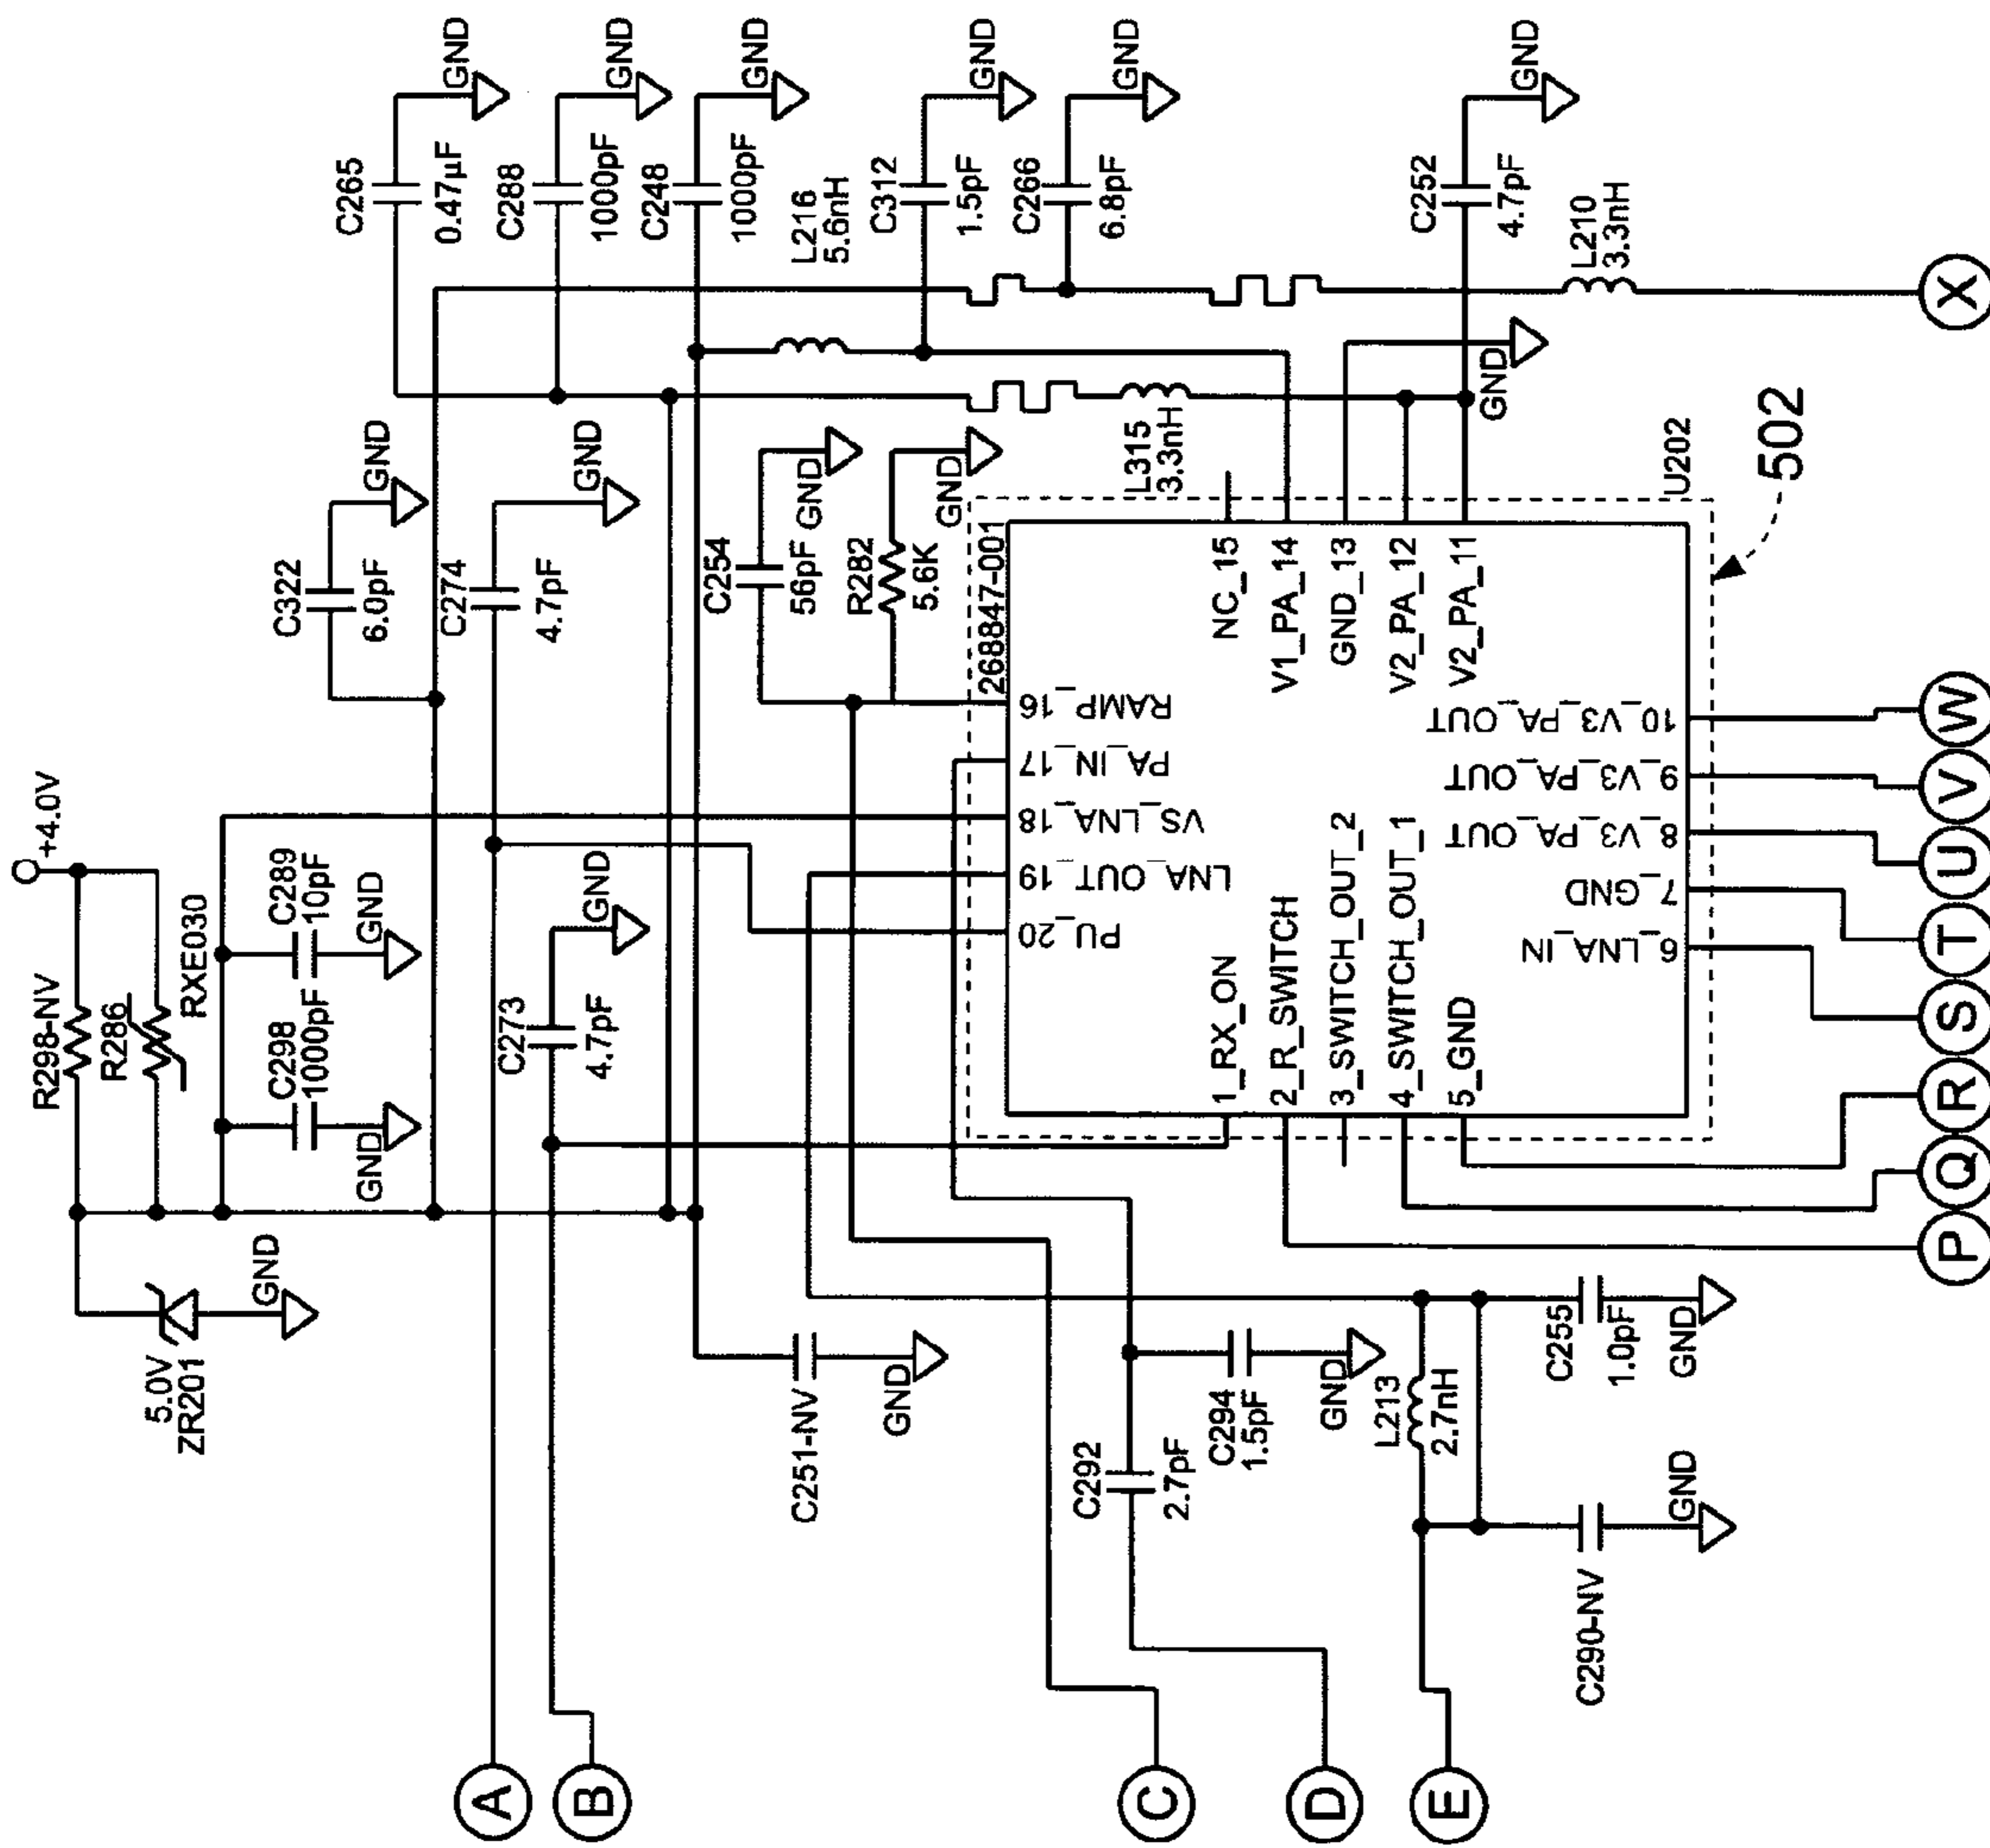 +4.0V
R298-NV
R286
RXE030
5.0V
ZR201
GND
C298
1000pF
GND
C289
10pF
GND
C322
6.0pF
GND
C274
4.7pF
GND
C265
0.47µF
GND
C288
1000pF
GND
C248
1000pF
GND
L216
5.6nH
C312
1.5pF
GND
C266
6.8pF
GND
C252
4.7pF
GND
L210
3.3nH
C273
4.7pF
GND
C254
56pF
GND
R282
5.6K
GND
L315
3.3nH
GND
C251-NV
GND
C292
2.7pF
C294
1.5pF
GND
L213
2.7nH
C255
1.0pF
GND
C290-NV
GND
268847-001
U202
502
RAMP_16
PA_IN_17
VS_LNA_18
LNA_OUT_19
PU_20
1_RX_ON
2_R_SWITCH
3_SWITCH_OUT_2
4_SWITCH_OUT_1
5_GND
6_LNA_IN
7_GND
8_V3_PA_OUT
9_V3_PA_OUT
10_V3_PA_OUT
NC_15
V1_PA_14
GND_13
V2_PA_12
V2_PA_11
A
B
C
D
E
P
Q
R
S
T
U
V
W
X